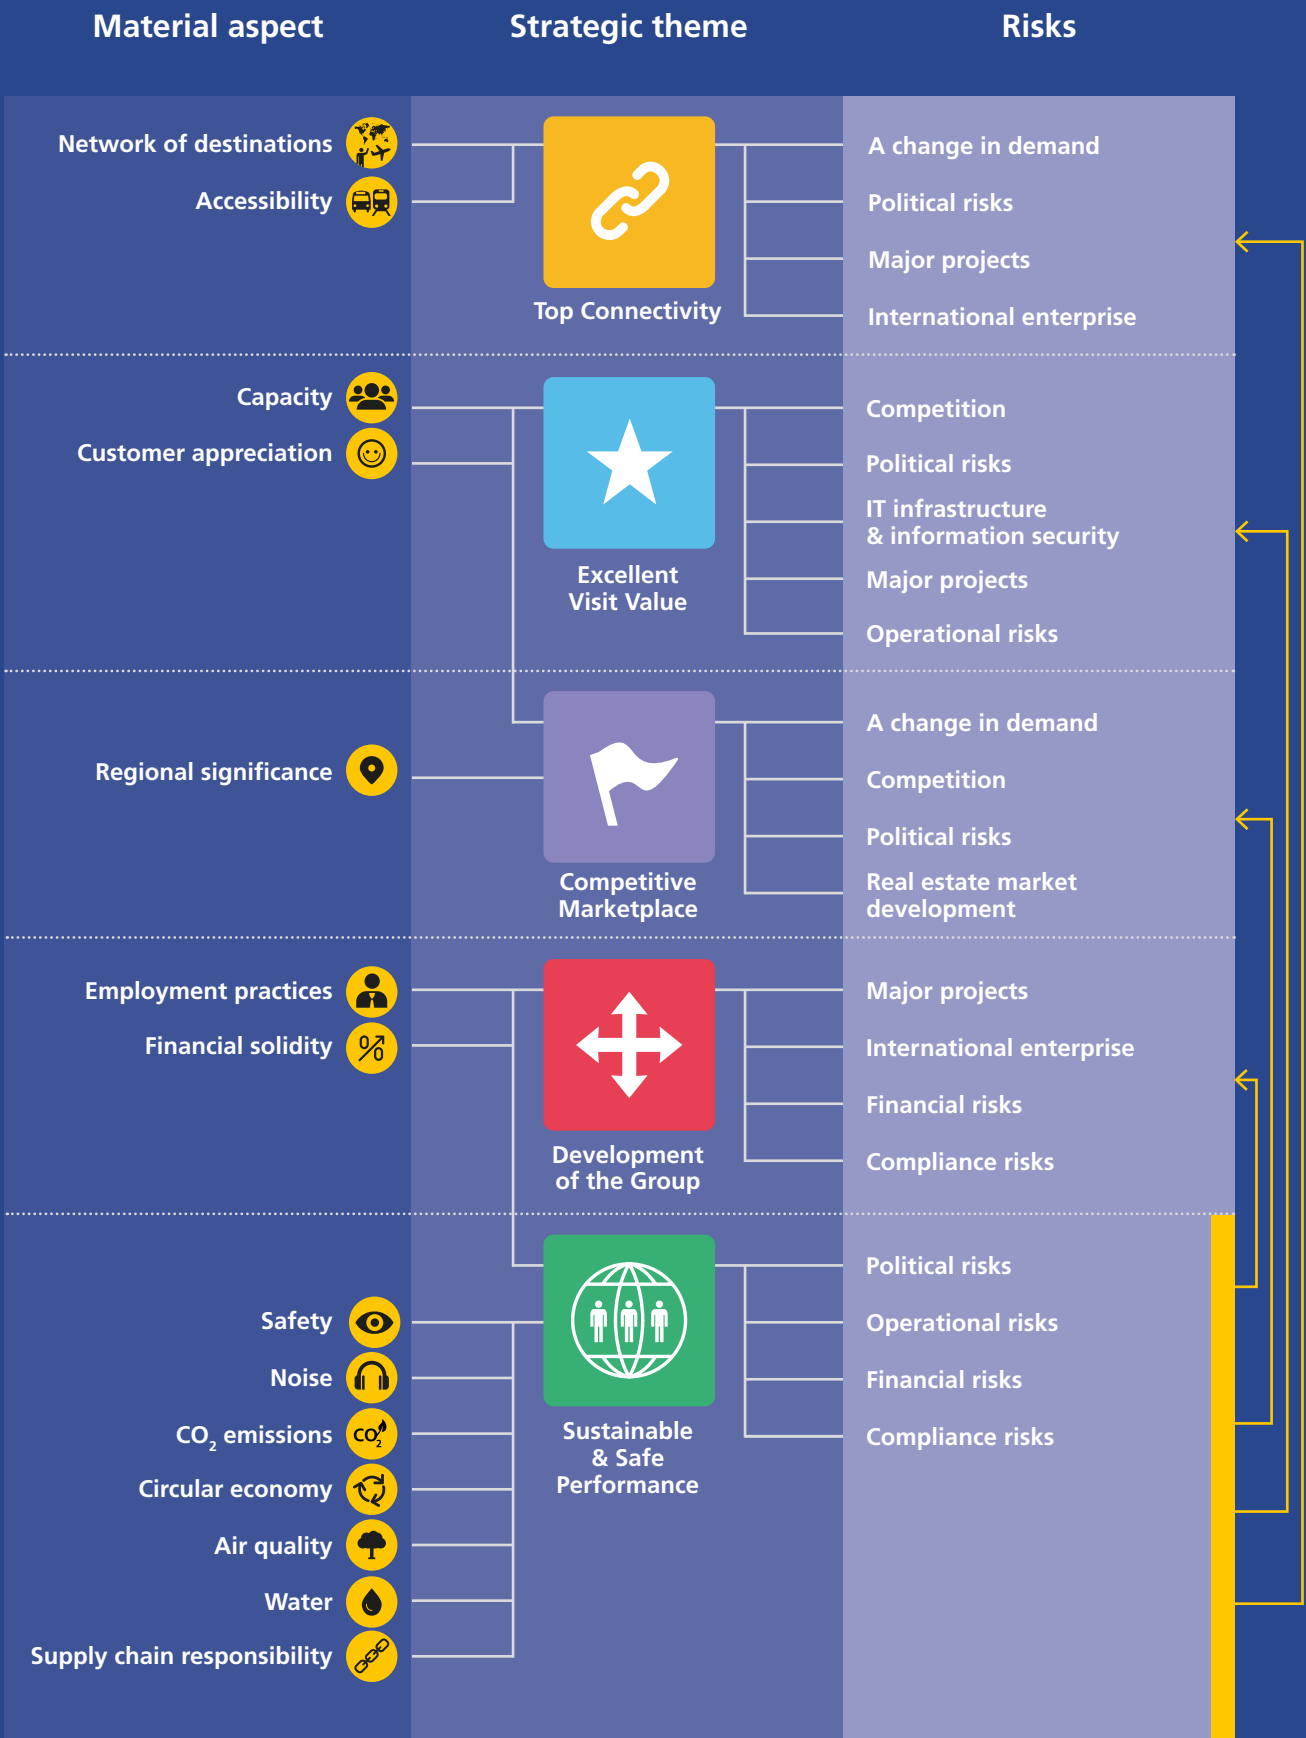 Material aspect
Strategic theme
Risks
Network of destinations
Accessibility
Top Connectivity
A change in demand
Political risks
Major projects
International enterprise
Capacity
Customer appreciation
Excellent
Visit Value
Competition
Political risks
IT infrastructure
& information security
Major projects
Operational risks
Regional significance
Competitive
Marketplace
A change in demand
Competition
Political risks
Real estate market
development
Employment practices
Financial solidity
Development
of the Group
Major projects
International enterprise
Financial risks
Compliance risks
Safety
Noise
CO₂ emissions
CO₂
Circular economy
Air quality
Water
Supply chain responsibility
Sustainable
& Safe
Performance
Political risks
Operational risks
Financial risks
Compliance risks